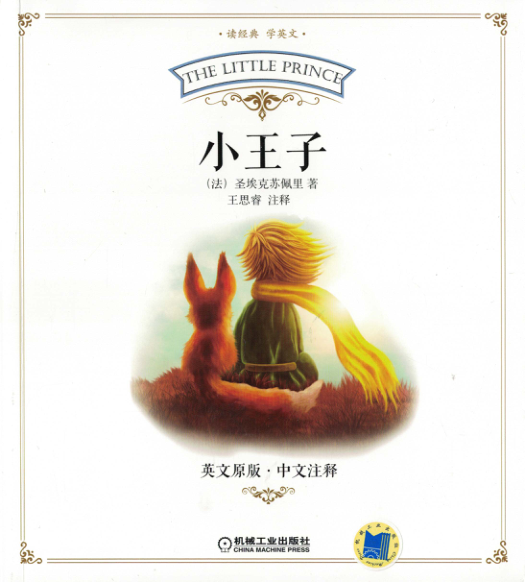 ·读经典 学英文·
THE LITTLE PRINCE
小王子
（法）圣埃克苏佩里 著
王思睿 注释
英文原版·中文注释
机械工业出版社
CHINA MACHINE PRESS